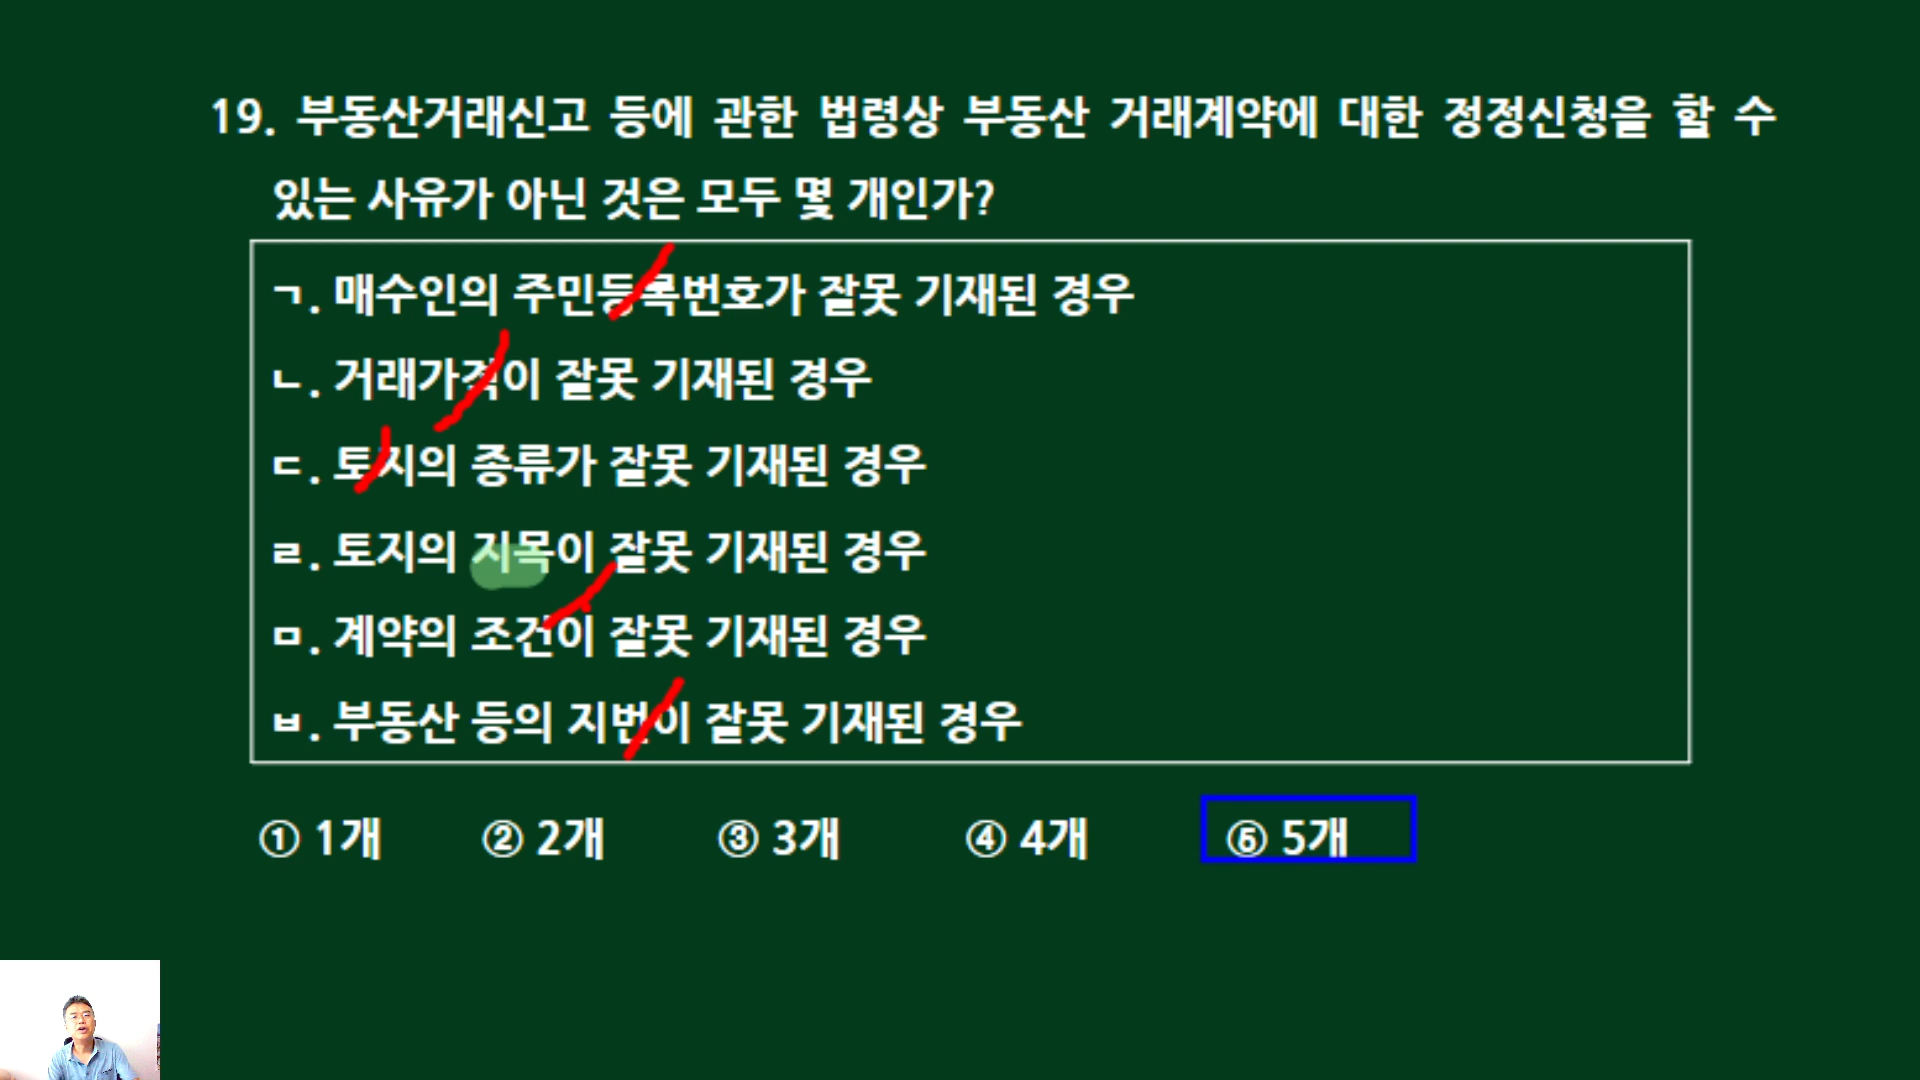 19. 부동산거래신고 등에 관한 법령상 부동산 거래계약에 대한 정정신청을 할 수
있는 사유가 아닌 것은 모두 몇 개인가?
ㄱ. 매수인의 주민등록번호가 잘못 기재된 경우
ㄴ. 거래가격이 잘못 기재된 경우
ㄷ. 토지의 종류가 잘못 기재된 경우
ㄹ. 토지의 지목이 잘못 기재된 경우
ㅁ. 계약의 조건이 잘못 기재된 경우
ㅂ. 부동산 등의 지번이 잘못 기재된 경우
① 1개 ② 2개 ③ 3개 ④ 4개 ⑤ 5개